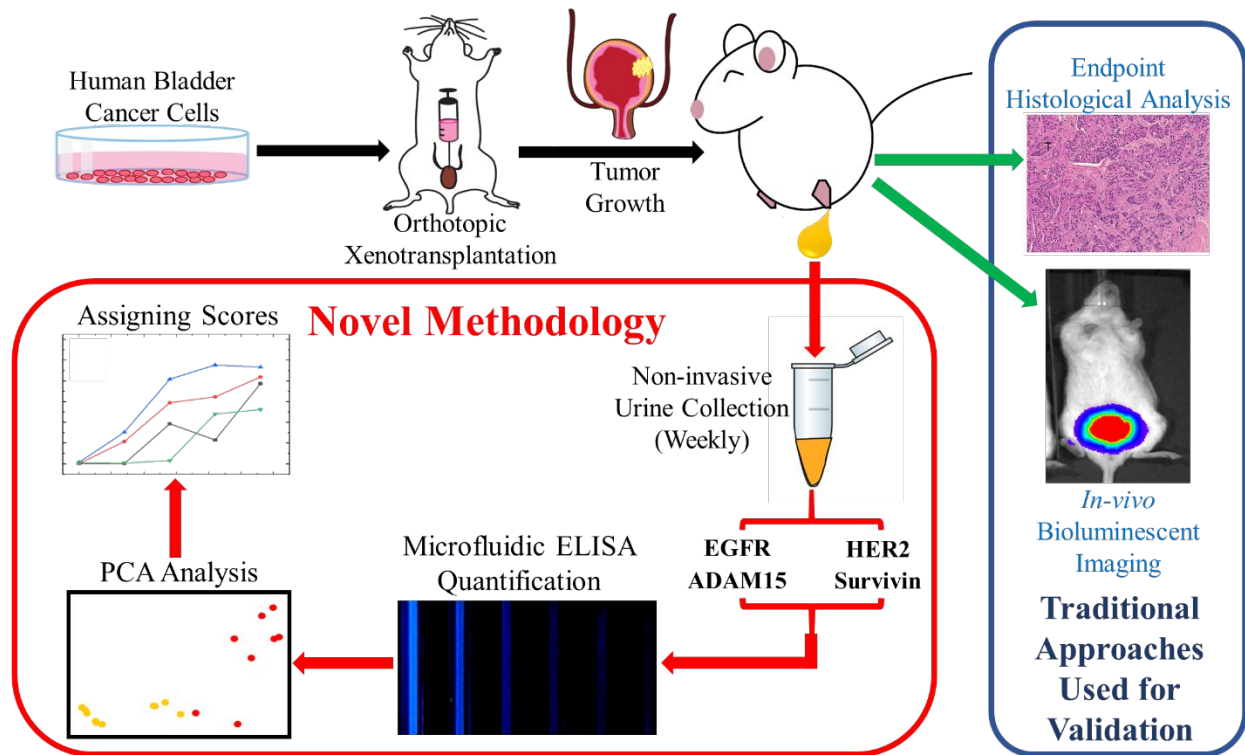 Human Bladder
Cancer Cells
Orthotopic
Xenotransplantation
Tumor
Growth
Endpoint
Histological Analysis
T
In-vivo
Bioluminescent
Imaging
Traditional
Approaches
Used for
Validation
Novel Methodology
Non-invasive
Urine Collection
(Weekly)
EGFR
ADAM15
HER2
Survivin
Microfluidic ELISA
Quantification
PCA Analysis
Assigning Scores